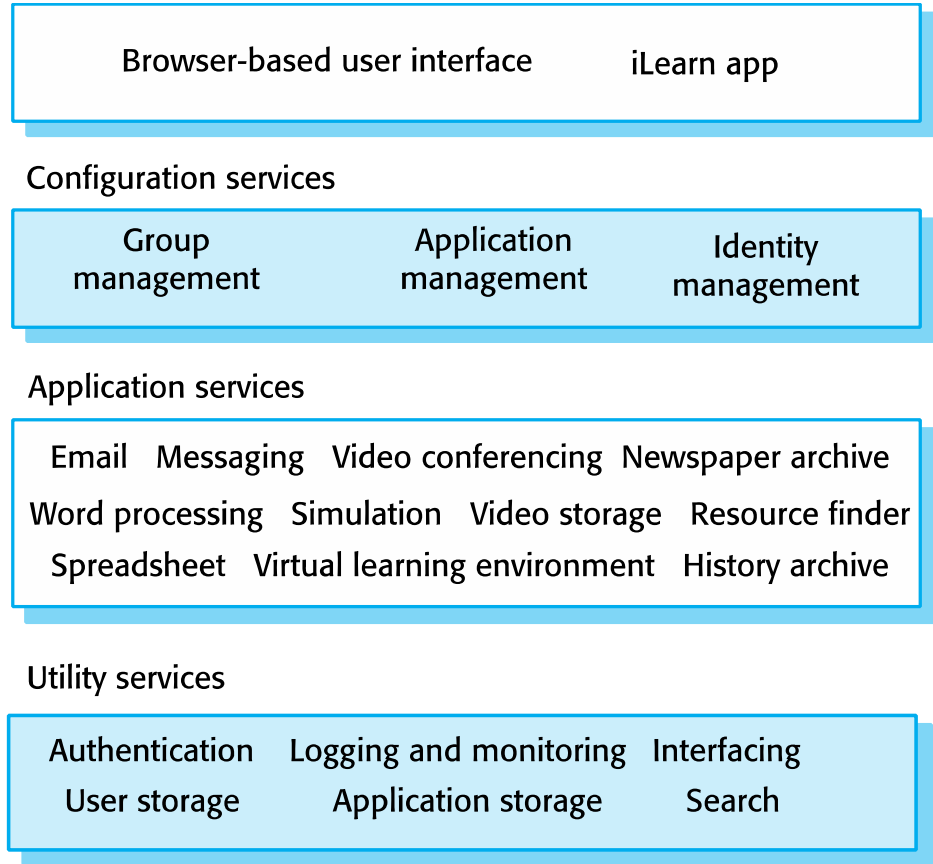 Browser-based user interface iLearn app
Configuration services
Group management
Application management
Identity management
Application services
Email Messaging Video conferencing Newspaper archive
Word processing Simulation Video storage Resource finder
Spreadsheet Virtual learning environment History archive
Utility services
Authentication Logging and monitoring Interfacing
User storage Application storage Search